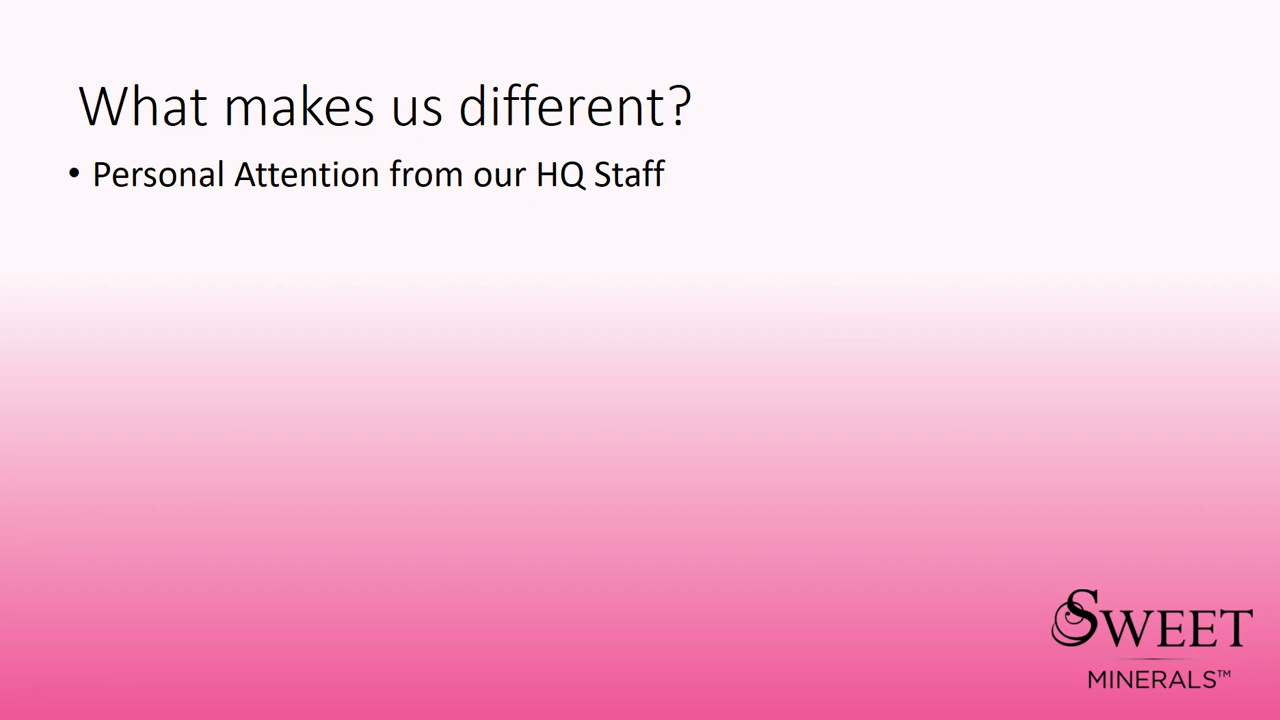 What makes us different?
• Personal Attention from our HQ Staff
SWEET
MINERALS™